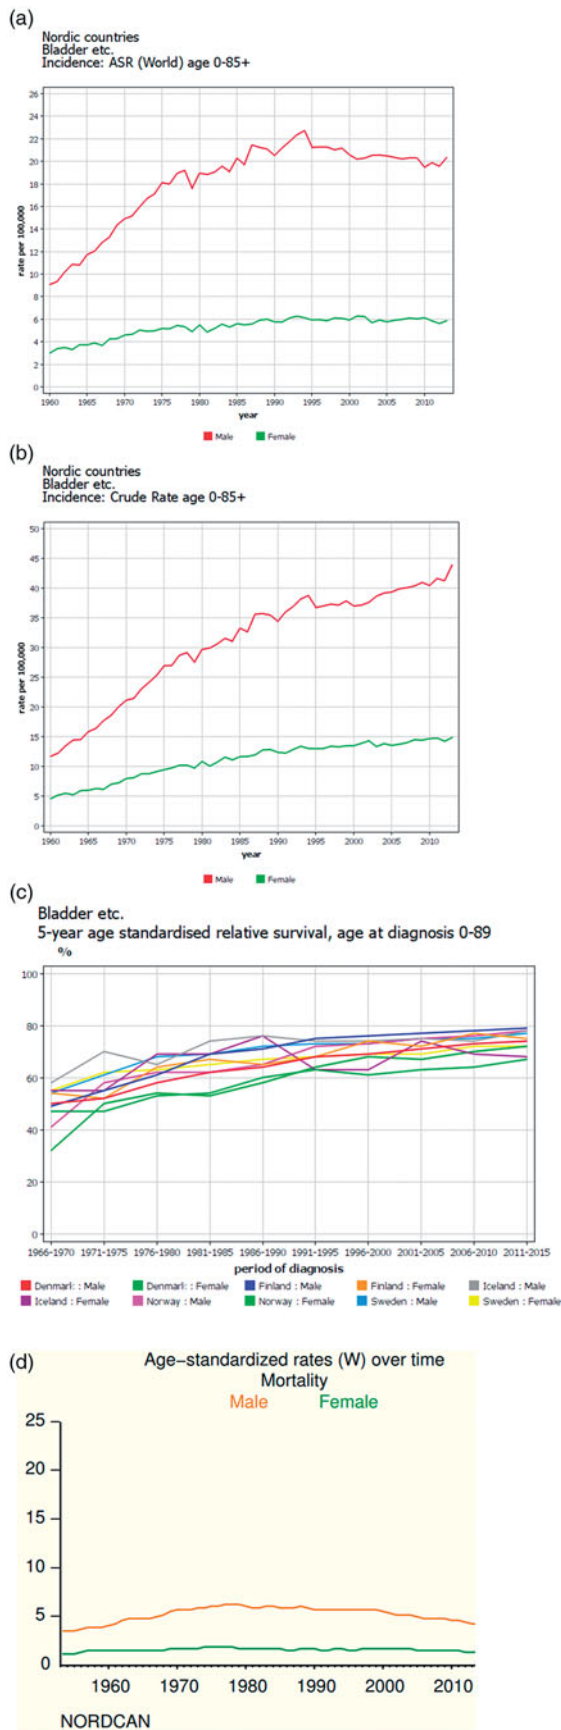 (a)
Nordic countries
Bladder etc.
Incidence: ASR (World) age 0-85+
rate per 100,000
26
24
22
20
18
16
14
12
10
8
6
4
2
0
1960 1965 1970 1975 1980 1985 1990 1995 2000 2005 2010
year
Male Female
(b)
Nordic countries
Bladder etc.
Incidence: Crude Rate age 0-85+
rate per 100,000
50
45
40
35
30
25
20
15
10
5
0
1960 1965 1970 1975 1980 1985 1990 1995 2000 2005 2010
year
Male Female
(c)
Bladder etc.
5-year age standardised relative survival, age at diagnosis 0-89
%
100
80
60
40
20
0
1966-1970 1971-1975 1976-1980 1981-1985 1986-1990 1991-1995 1996-2000 2001-2005 2006-2010 2011-2015
period of diagnosis
: Male : Female Finland : Male Finland : Female Iceland : Male
Iceland : Female Norway : Male Norway : Female Sweden : Male Sweden : Female
(d)
Age-standardized rates (W) over time
Mortality
Male Female
25
20
15
10
5
0
1960 1970 1980 1990 2000 2010
NORDCAN